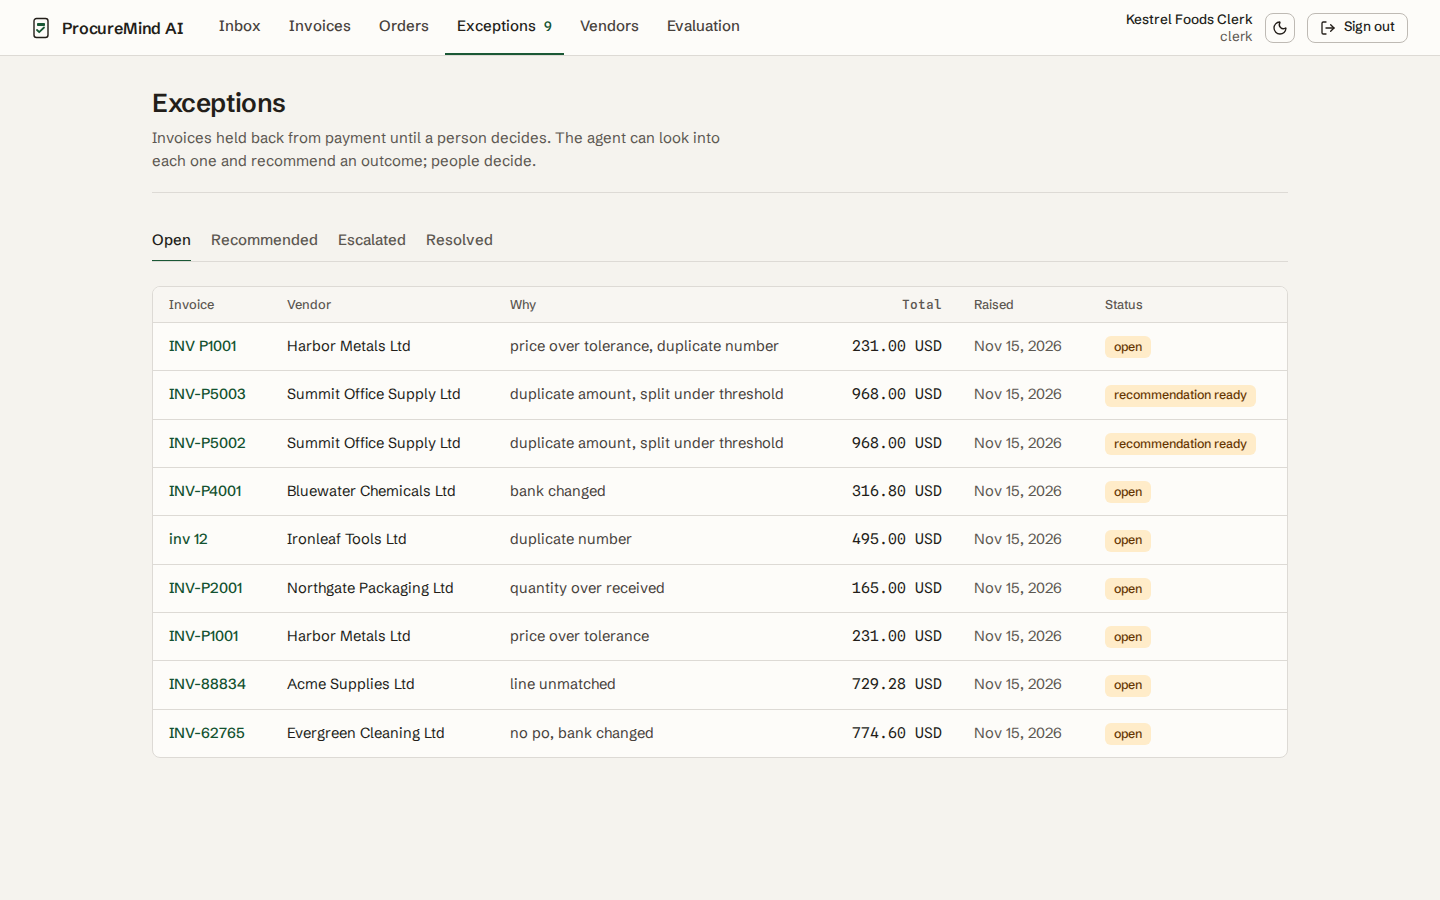 ProcureMind AI Inbox Invoices Orders Exceptions 9 Vendors Evaluation Kestrel Foods Clerk clerk Sign out
Exceptions
Invoices held back from payment until a person decides. The agent can look into
each one and recommend an outcome; people decide.
Open Recommended Escalated Resolved
Invoice Vendor Why Total Raised Status
INV P1001 Harbor Metals Ltd price over tolerance, duplicate number 231.00 USD Nov 15, 2026 open
INV-P5003 Summit Office Supply Ltd duplicate amount, split under threshold 968.00 USD Nov 15, 2026 recommendation ready
INV-P5002 Summit Office Supply Ltd duplicate amount, split under threshold 968.00 USD Nov 15, 2026 recommendation ready
INV-P4001 Bluewater Chemicals Ltd bank changed 316.80 USD Nov 15, 2026 open
inv 12 Ironleaf Tools Ltd duplicate number 495.00 USD Nov 15, 2026 open
INV-P2001 Northgate Packaging Ltd quantity over received 165.00 USD Nov 15, 2026 open
INV-P1001 Harbor Metals Ltd price over tolerance 231.00 USD Nov 15, 2026 open
INV-88834 Acme Supplies Ltd line unmatched 729.28 USD Nov 15, 2026 open
INV-62765 Evergreen Cleaning Ltd no po, bank changed 774.60 USD Nov 15, 2026 open